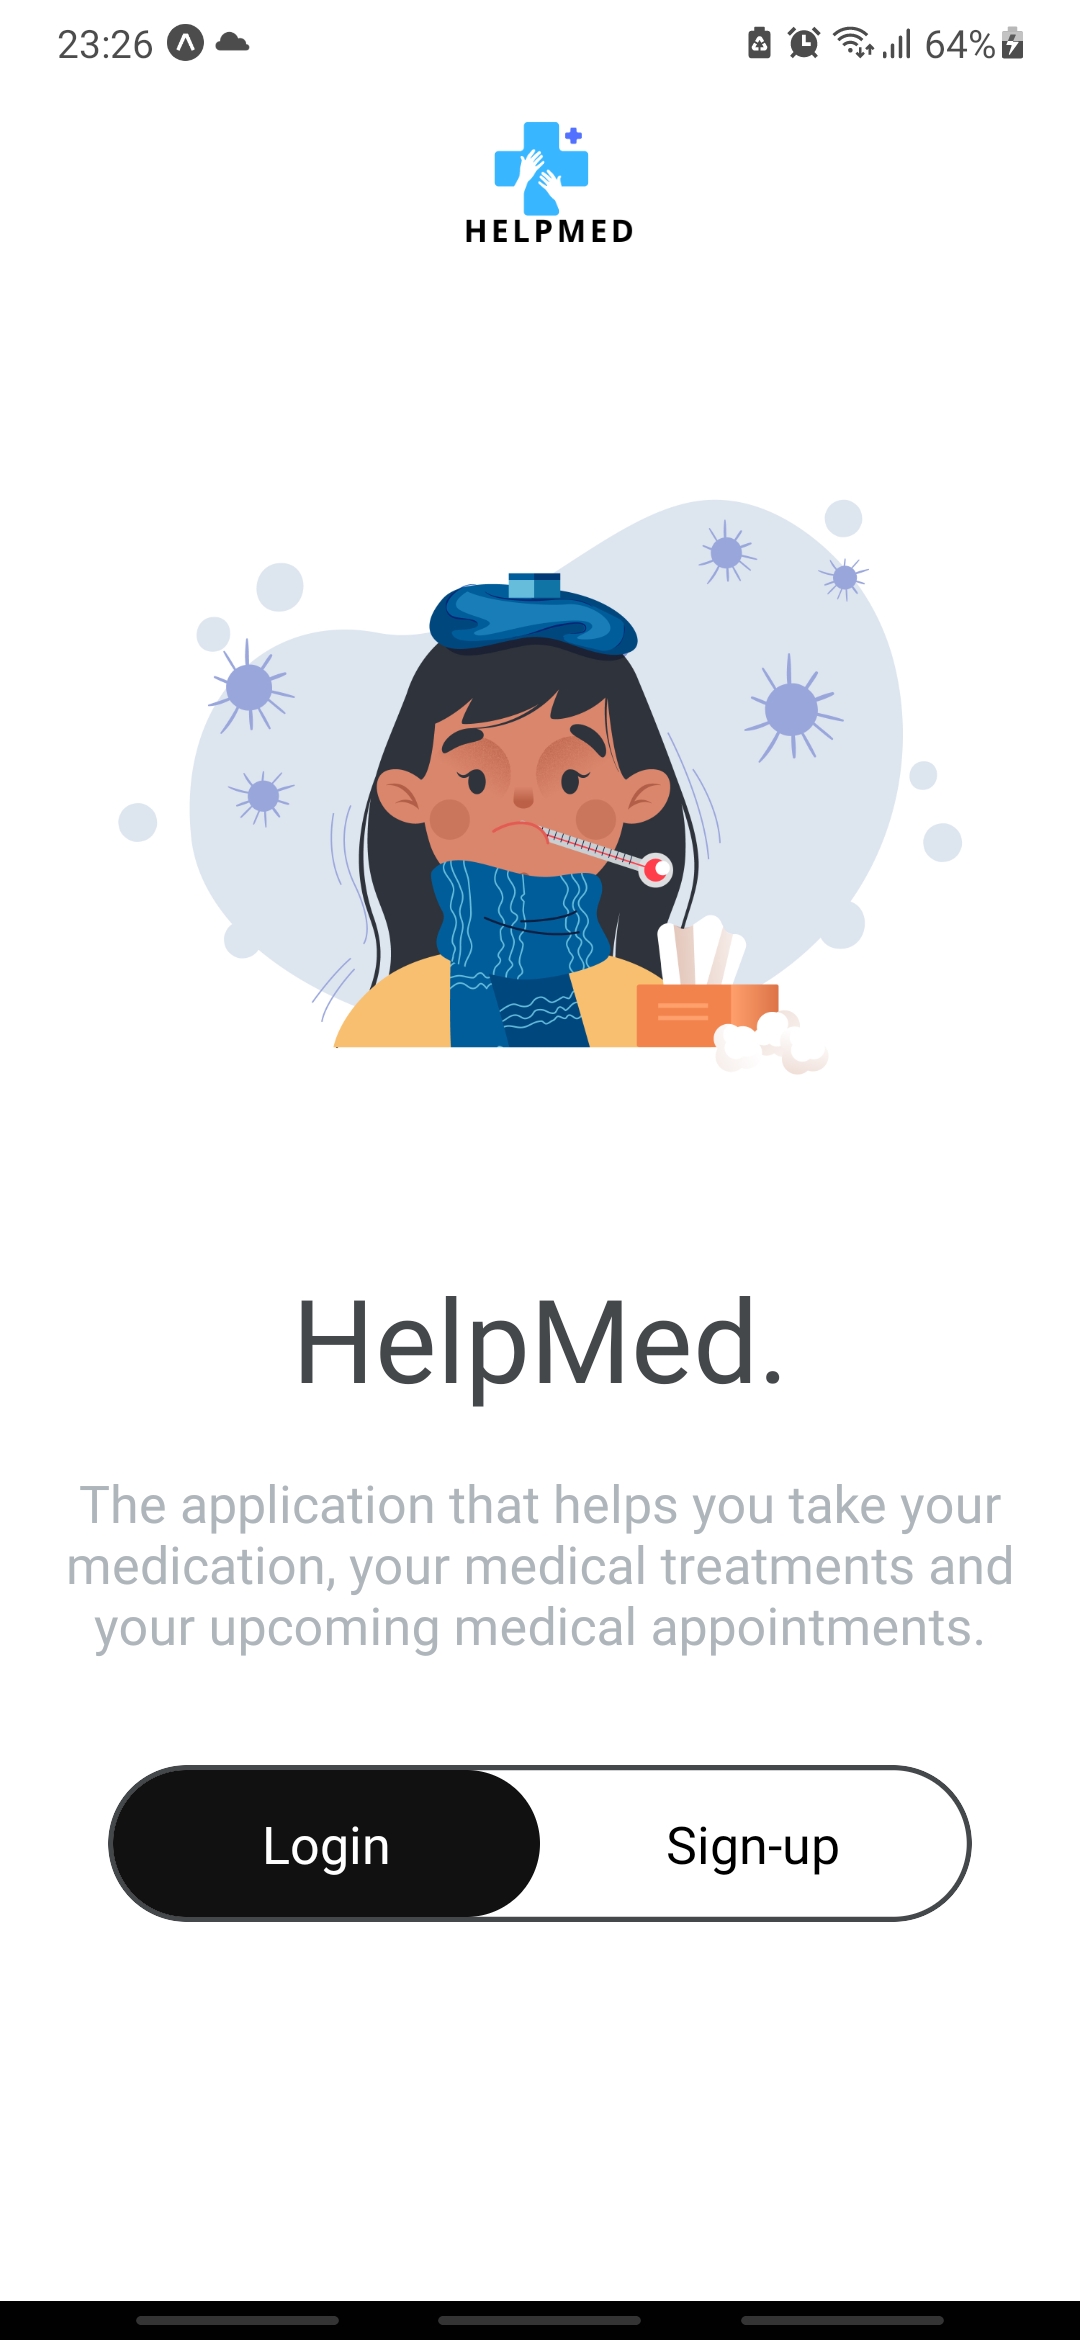 23:26
64%
HELPMED
HelpMed.
The application that helps you take your
medication, your medical treatments and
your upcoming medical appointments.
Login
Sign-up